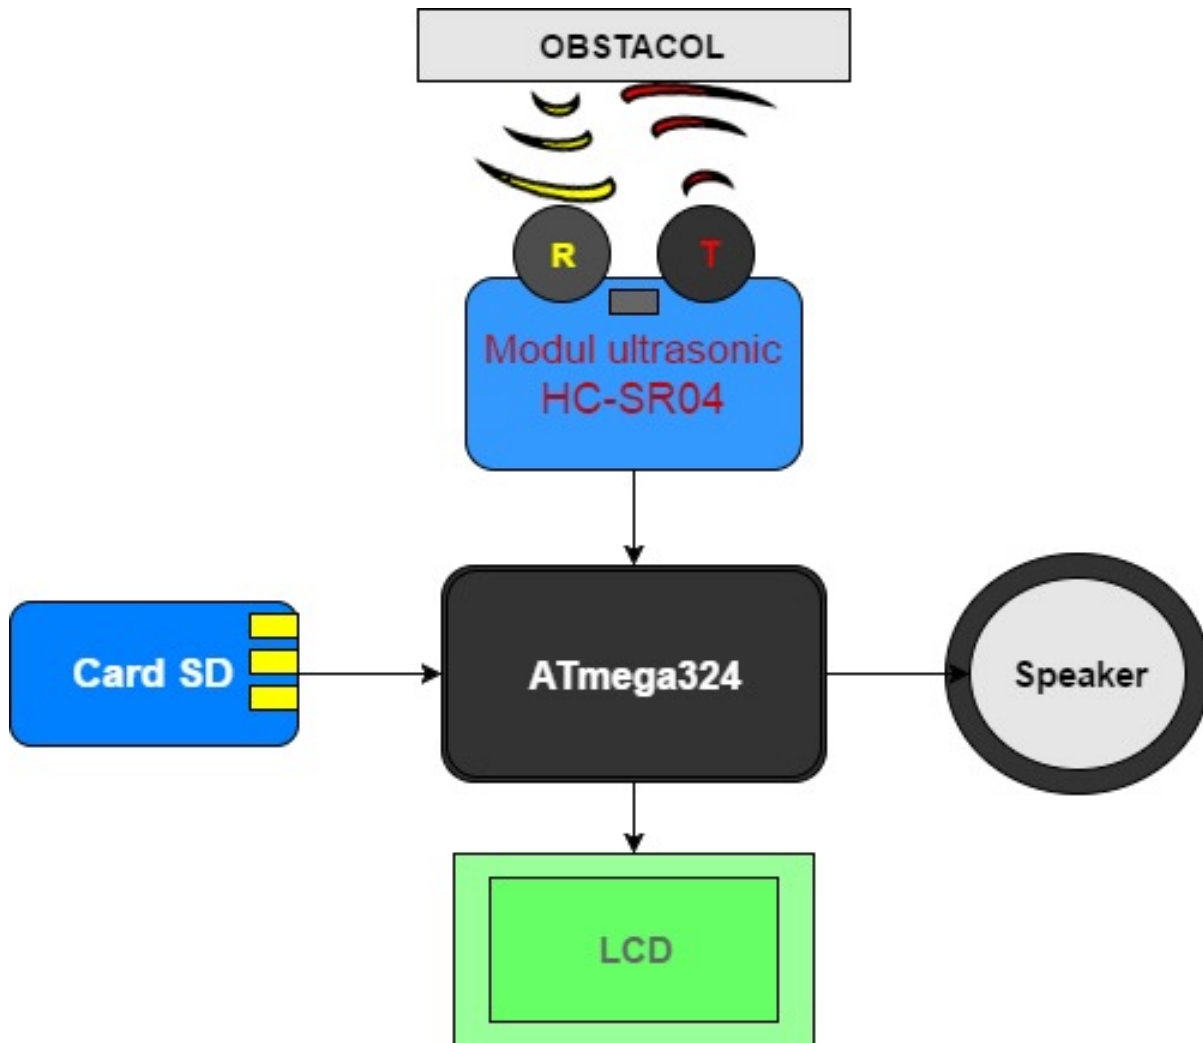 OBSTACOL
R
T
Modul ultrasonic
HC-SR04
Card SD
ATmega324
Speaker
LCD